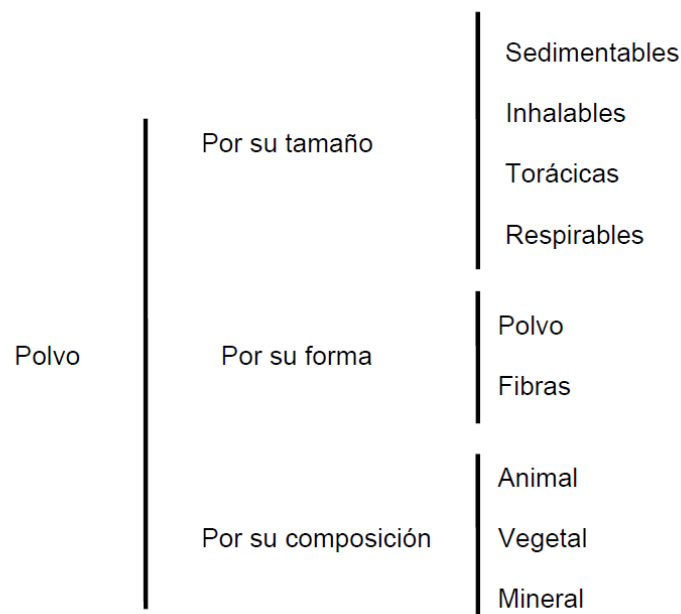 Polvo
Por su tamaño
Sedimentables
Inhalables
Torácicas
Respirables
Por su forma
Polvo
Fibras
Por su composición
Animal
Vegetal
Mineral